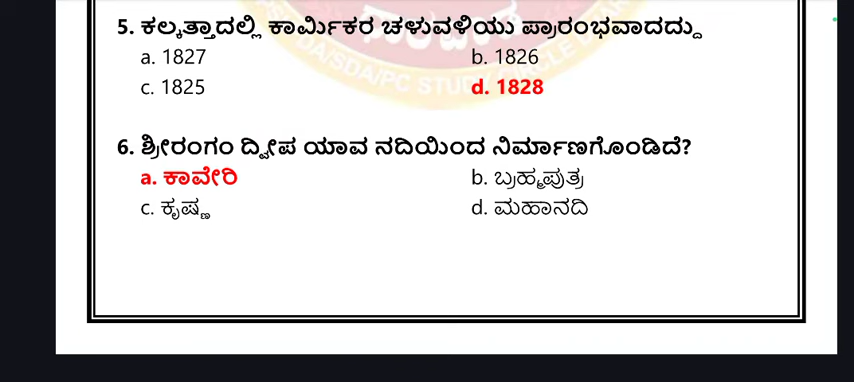 5. ಕಲ್ಕತ್ತಾದಲ್ಲಿ ಕಾರ್ಮಿಕರ ಚಳುವಳಿಯು ಪ್ರಾರಂಭವಾದದ್ದು
a. 1827 b. 1826
c. 1825 d. 1828
6. ಶ್ರೀರಂಗಂ ದ್ವೀಪ ಯಾವ ನದಿಯಿಂದ ನಿರ್ಮಾಣಗೊಂಡಿದೆ?
a. ಕಾವೇರಿ b. ಬ್ರಹ್ಮಪುತ್ರ
c. ಕೃಷ್ಣ d. ಮಹಾನದಿ